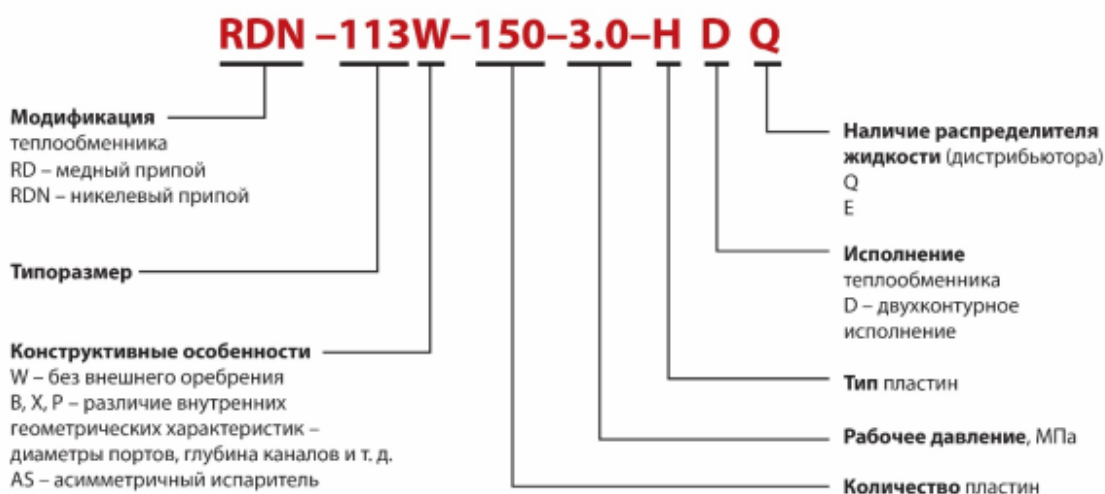 RDN –113W–150–3.0–H D Q
Модификация
теплообменника
RD – медный припой
RDN – никелевый припой
Типоразмер
Конструктивные особенности
W – без внешнего оребрения
B, X, P – различие внутренних
геометрических характеристик –
диаметры портов, глубина каналов и т. д.
AS – асимметричный испаритель
Наличие распределителя
жидкости (дистрибьютора)
Q
E
Исполнение
теплообменника
D – двухконтурное
исполнение
Тип пластин
Рабочее давление, МПа
Количество пластин